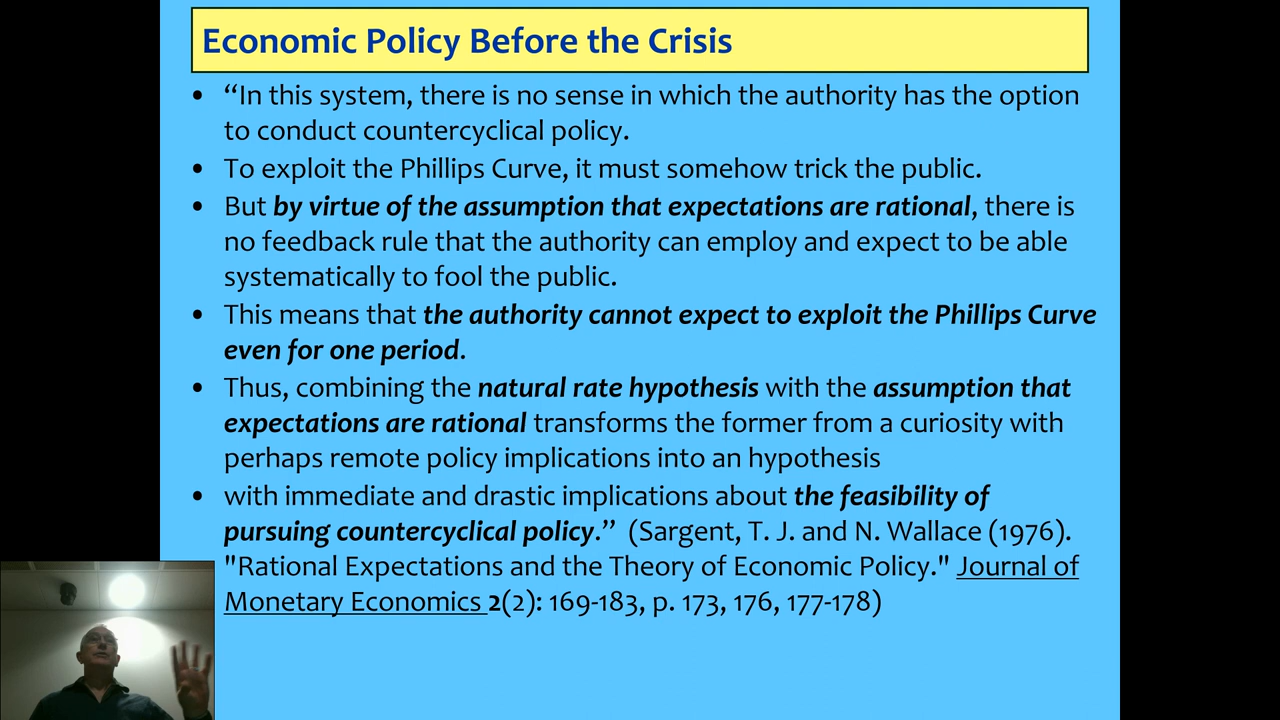 Economic Policy Before the Crisis
• “In this system, there is no sense in which the authority has the option
to conduct countercyclical policy.
• To exploit the Phillips Curve, it must somehow trick the public.
• But by virtue of the assumption that expectations are rational, there is
no feedback rule that the authority can employ and expect to be able
systematically to fool the public.
• This means that the authority cannot expect to exploit the Phillips Curve
even for one period.
• Thus, combining the natural rate hypothesis with the assumption that
expectations are rational transforms the former from a curiosity with
perhaps remote policy implications into an hypothesis
• with immediate and drastic implications about the feasibility of
pursuing countercyclical policy.” (Sargent, T. J. and N. Wallace (1976).
"Rational Expectations and the Theory of Economic Policy." Journal of
Monetary Economics 2(2): 169-183, p. 173, 176, 177-178)